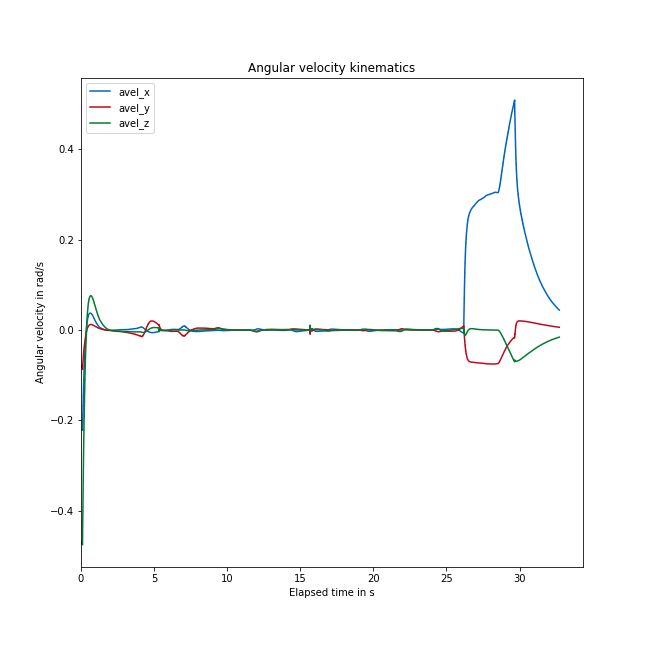 Angular velocity kinematics
avel_x
avel_y
avel_z
Angular velocity in rad/s
0.4
0.2
0.0
−0.2
−0.4
0 5 10 15 20 25 30
Elapsed time in s